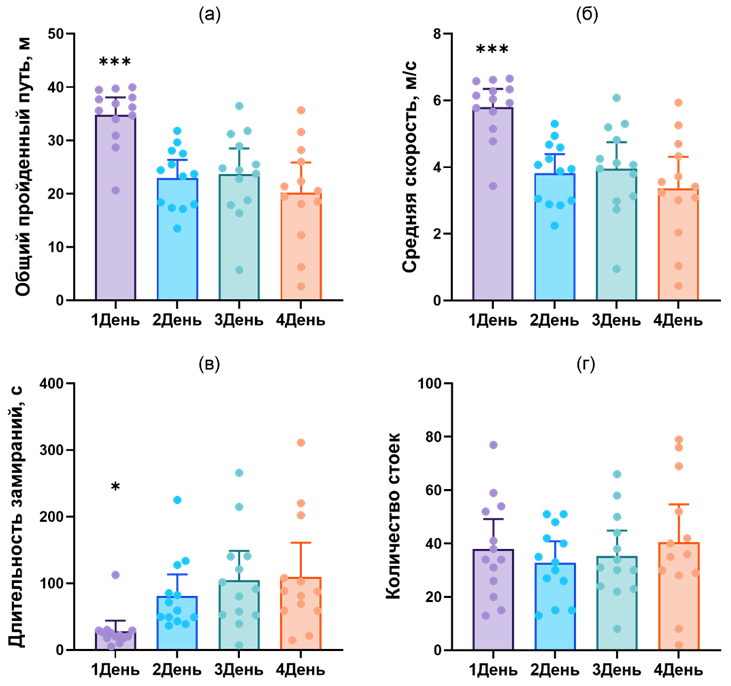 (а)
Общий пройденный путь, м
50
40
30
20
10
0
***
1День 2День 3День 4День
(б)
Средняя скорость, м/с
8
6
4
2
0
***
1День 2День 3День 4День
(в)
Длительность замираний, с
400
300
200
100
0
*
1День 2День 3День 4День
(г)
Количество стоек
100
80
60
40
20
0
1День 2День 3День 4День